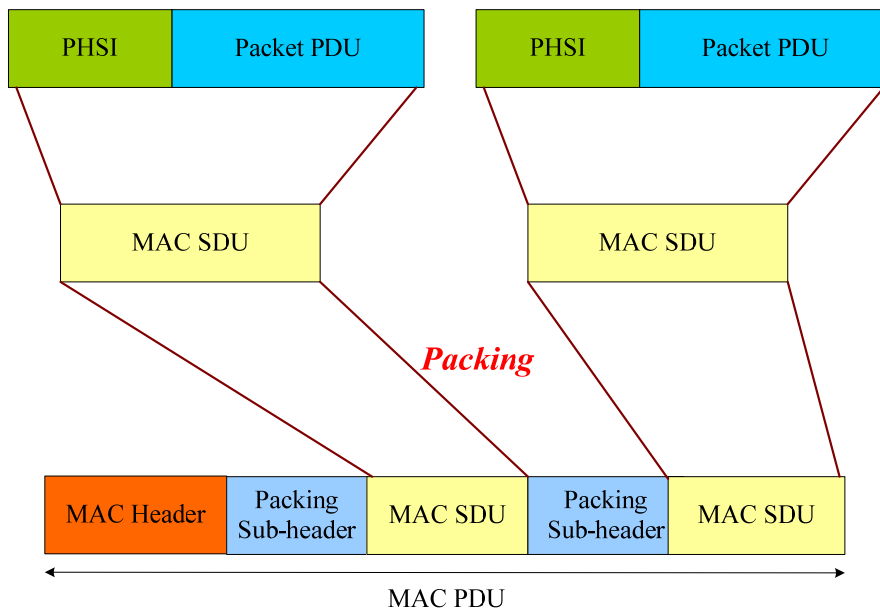 PHSI Packet PDU PHSI Packet PDU
MAC SDU MAC SDU
Packing
MAC Header Packing Sub-header MAC SDU Packing Sub-header MAC SDU
MAC PDU